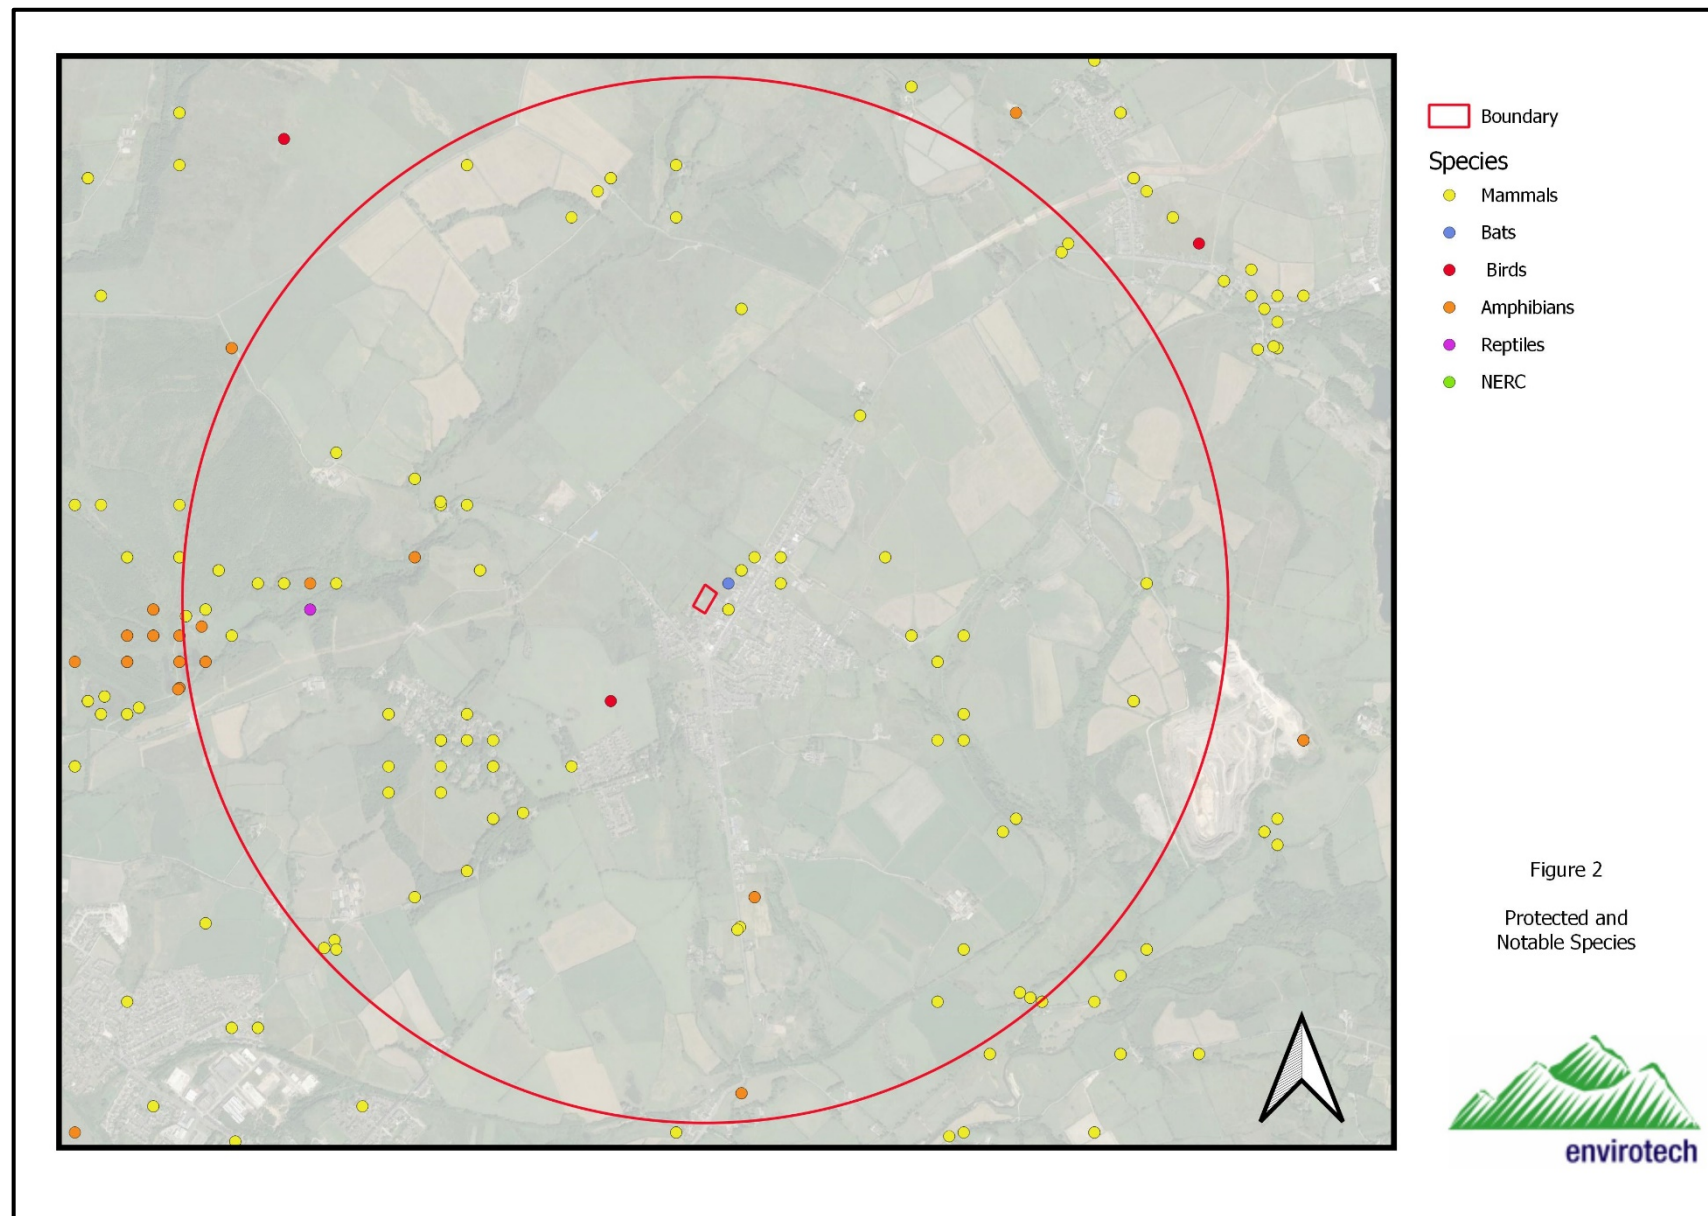 Boundary
Species
Mammals
Bats
Birds
Amphibians
Reptiles
NERC
Figure 2
Protected and
Notable Species
envirotech